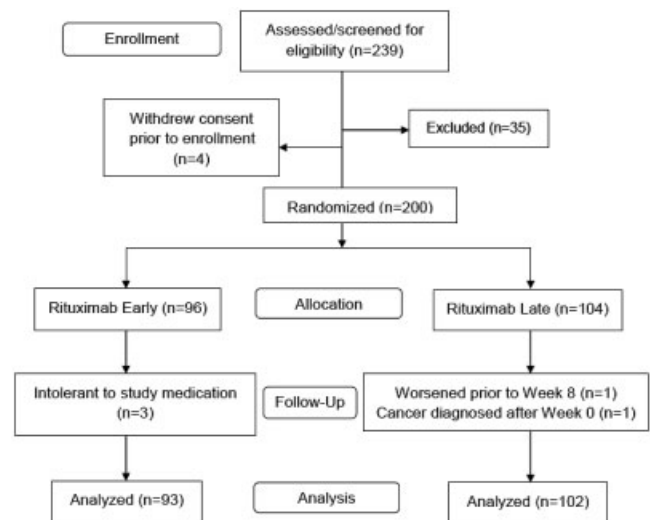 Enrollment
Assessed/screened for
eligibility (n=239)
Withdrew consent
prior to enrollment
(n=4)
Excluded (n=35)
Randomized (n=200)
Rituximab Early (n=96)
Allocation
Rituximab Late (n=104)
Intolerant to study medication
(n=3)
Follow-Up
Worsened prior to Week 8 (n=1)
Cancer diagnosed after Week 0 (n=1)
Analyzed (n=93)
Analysis
Analyzed (n=102)